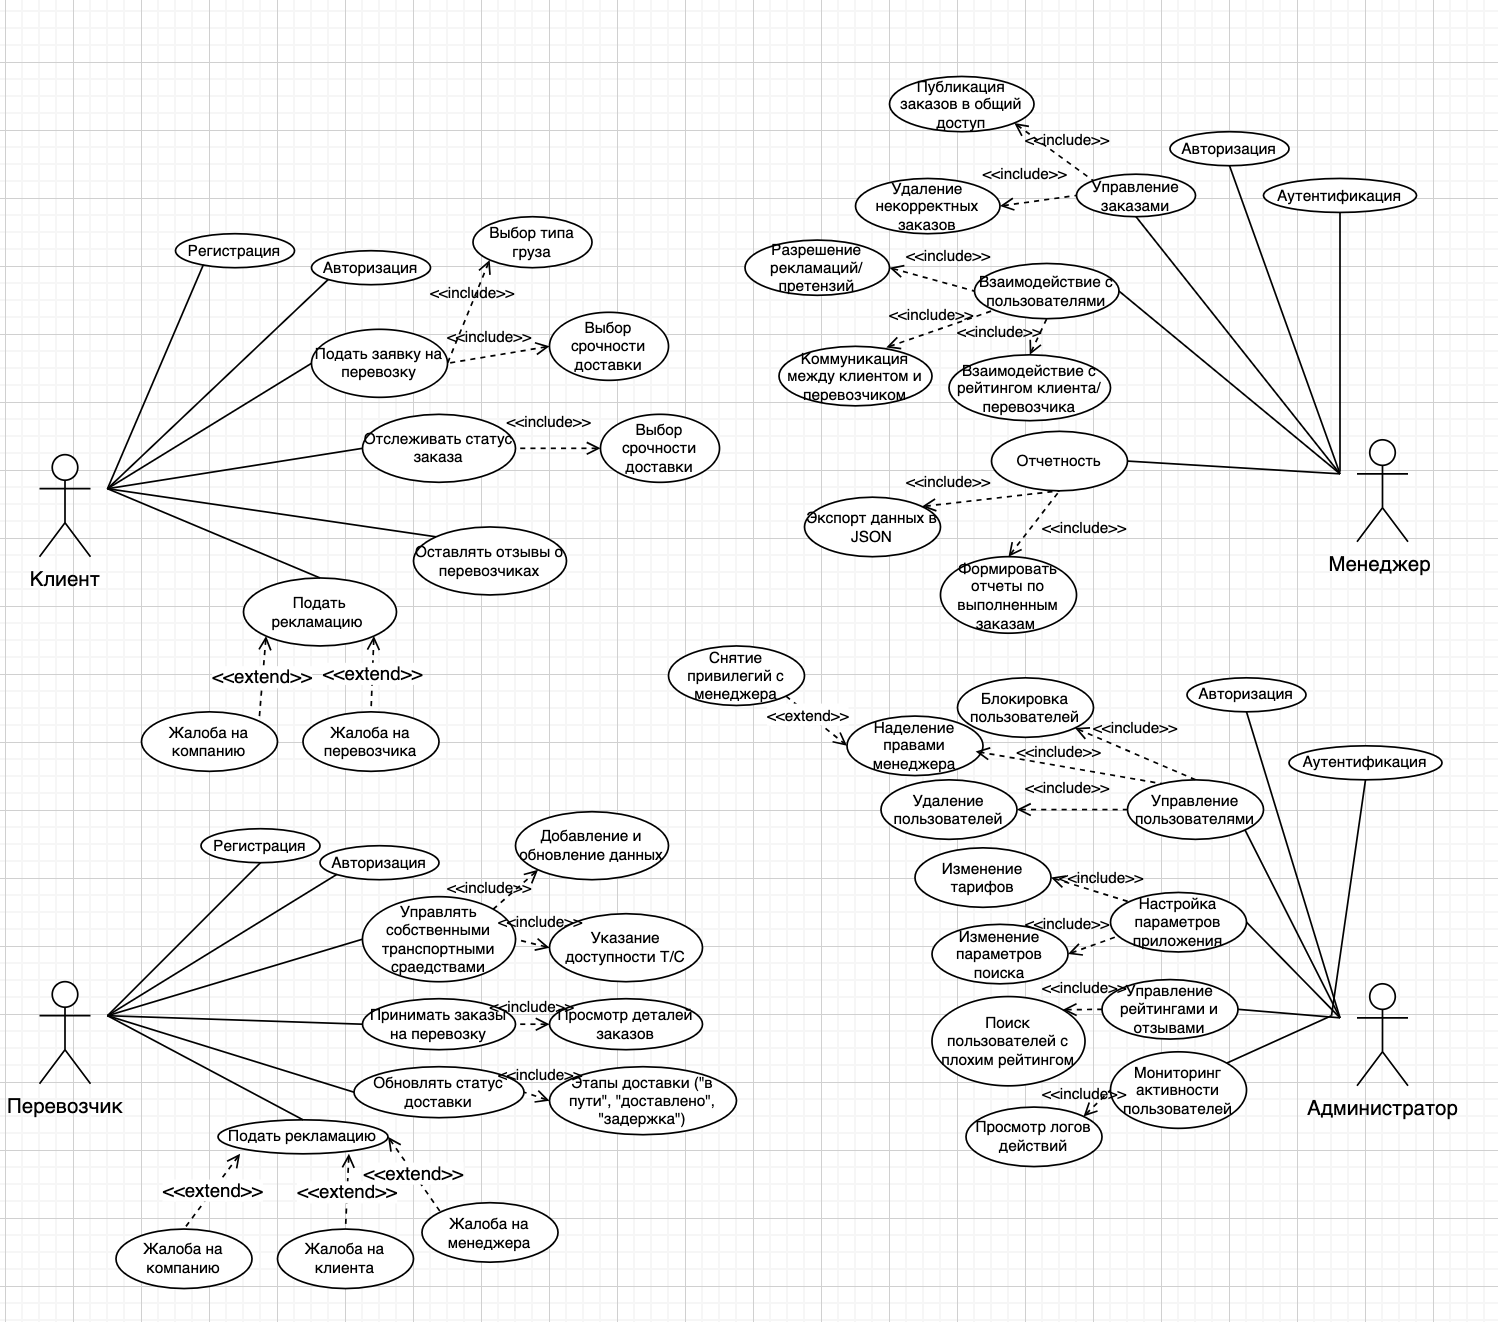 Регистрация
Авторизация
Выбор типа
груза
<<include>>
<<include>>
Подать заявку на
перевозку
Выбор
срочности
доставки
Отслеживать статус
заказа
<<include>>
Выбор
срочности
доставки
Оставлять отзывы о
перевозчиках
Клиент
Подать
рекламацию
<<extend>>
<<extend>>
Жалоба на
компанию
Жалоба на
перевозчика
Публикация
заказов в общий
доступ
<<include>>
Авторизация
<<include>>
Удаление
некорректных
заказов
Управление
заказами
Аутентификация
Разрешение
рекламаций/
претензий
<<include>>
Взаимодействие с
пользователями
<<include>>
<<include>>
Коммуникация
между клиентом и
перевозчиком
Взаимодействие с
рейтингом клиента/
перевозчика
Отчетность
<<include>>
Экспорт данных в
JSON
<<include>>
Формировать
отчеты по
выполненным
заказам
Менеджер
Снятие
привилегий с
менеджера
<<extend>>
Блокировка
пользователей
<<include>>
Авторизация
Наделение
правами
менеджера
<<include>>
Аутентификация
Удаление
пользователей
<<include>>
Управление
пользователями
Изменение
тарифов
<<include>>
Настройка
параметров
приложения
<<include>>
Изменение
параметров
поиска
<<include>>
Управление
рейтингами и
отзывами
Поиск
пользователей с
плохим рейтингом
Мониторинг
активности
пользователей
<<include>>
Просмотр логов
действий
Администратор
Регистрация
Авторизация
Добавление и
обновление данных
<<include>>
Управлять
собственными
транспортными
сраедствами
<<include>>
Указание
доступности Т/С
Принимать заказы
на перевозку
<<include>>
Просмотр деталей
заказов
Обновлять статус
доставки
<<include>>
Этапы доставки ("в
пути", "доставлено",
"задержка")
Перевозчик
Подать рекламацию
<<extend>>
<<extend>>
<<extend>>
Жалоба на
компанию
Жалоба на
клиента
Жалоба на
менеджера